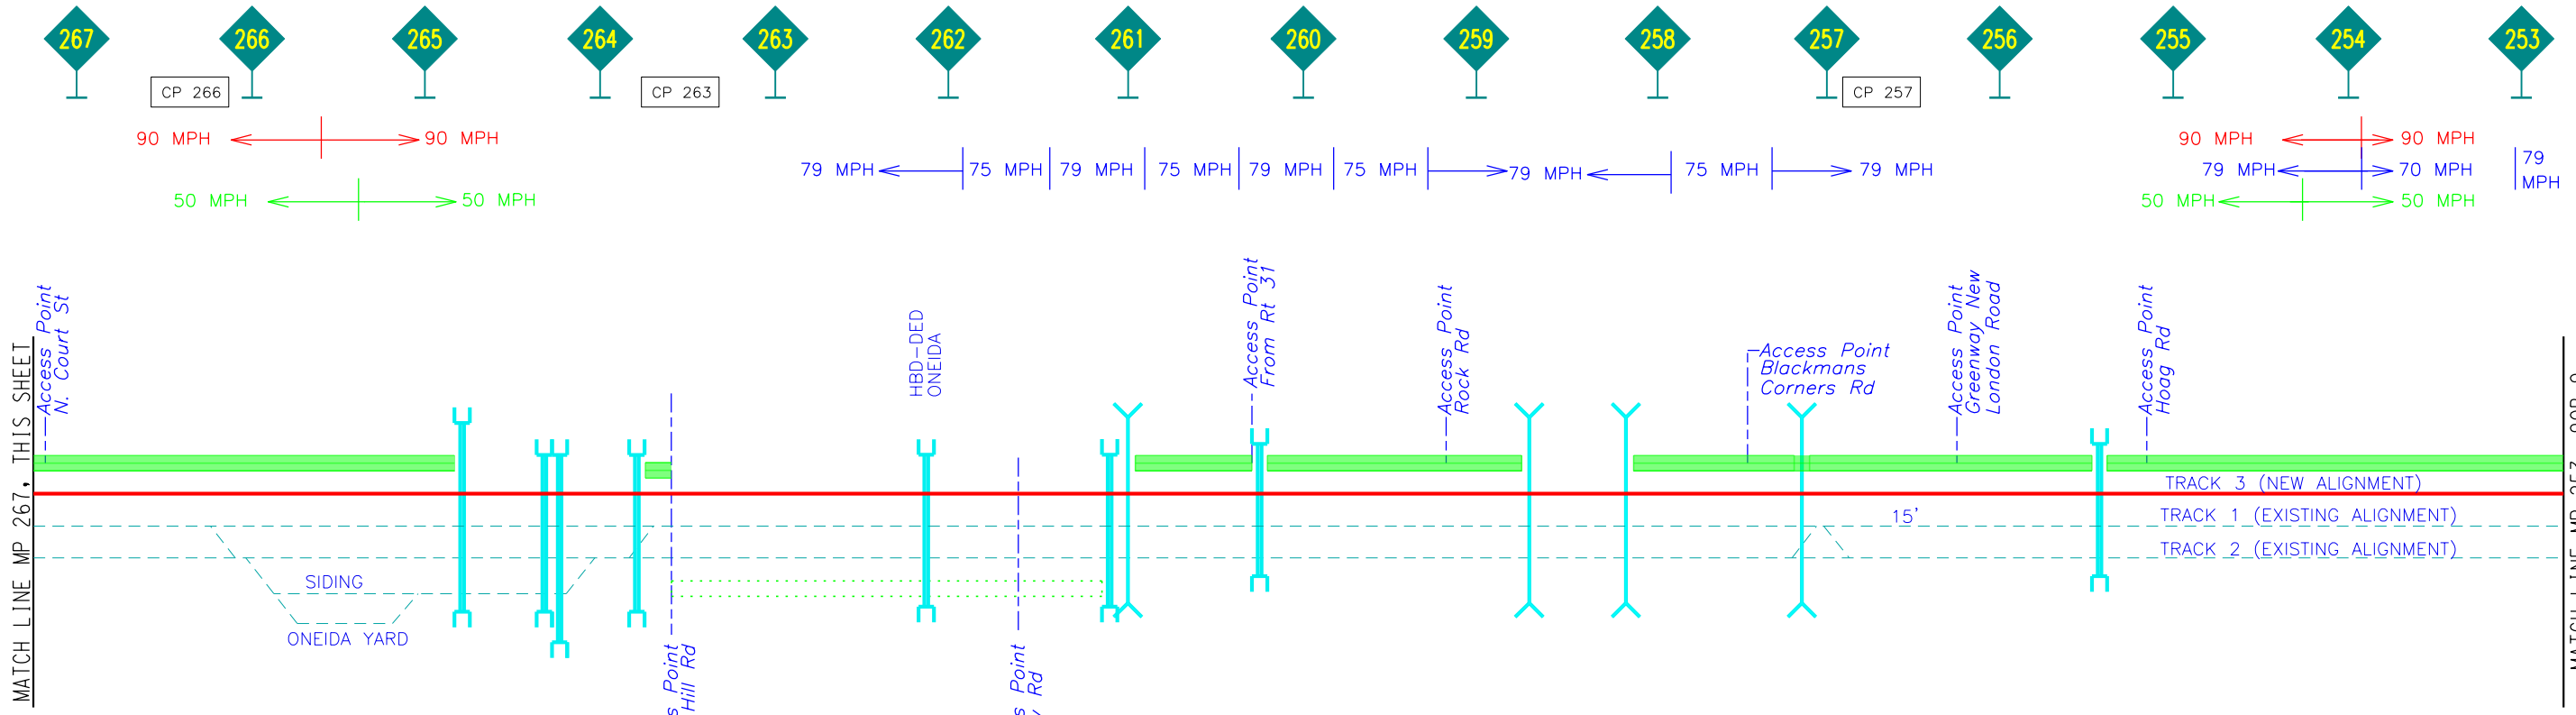 267 266 265 264 263 262 261 260 259 258 257 256 255 254 253
CP 266 CP 263 CP 257
90 MPH 90 MPH 90 MPH 90 MPH
79 MPH 75 MPH 79 MPH 75 MPH 79 MPH 75 MPH 79 MPH 75 MPH 79 MPH 79 MPH 70 MPH 79
MPH
50 MPH 50 MPH 50 MPH 50 MPH
MATCH LINE MP 267, THIS SHEET
Access Point
N. Court St
HBD-DED
ONEIDA
Access Point
From Rt 31
Access Point
Rock Rd
Access Point
Blackmans
Corners Rd
Access Point
Greenway New
London Road
Access Point
Hoag Rd
TRACK 3 (NEW ALIGNMENT)
15' TRACK 1 (EXISTING ALIGNMENT)
TRACK 2 (EXISTING ALIGNMENT)
SIDING
ONEIDA YARD
Point
Hill Rd
Point
Rd
MATCH LINE MP 253